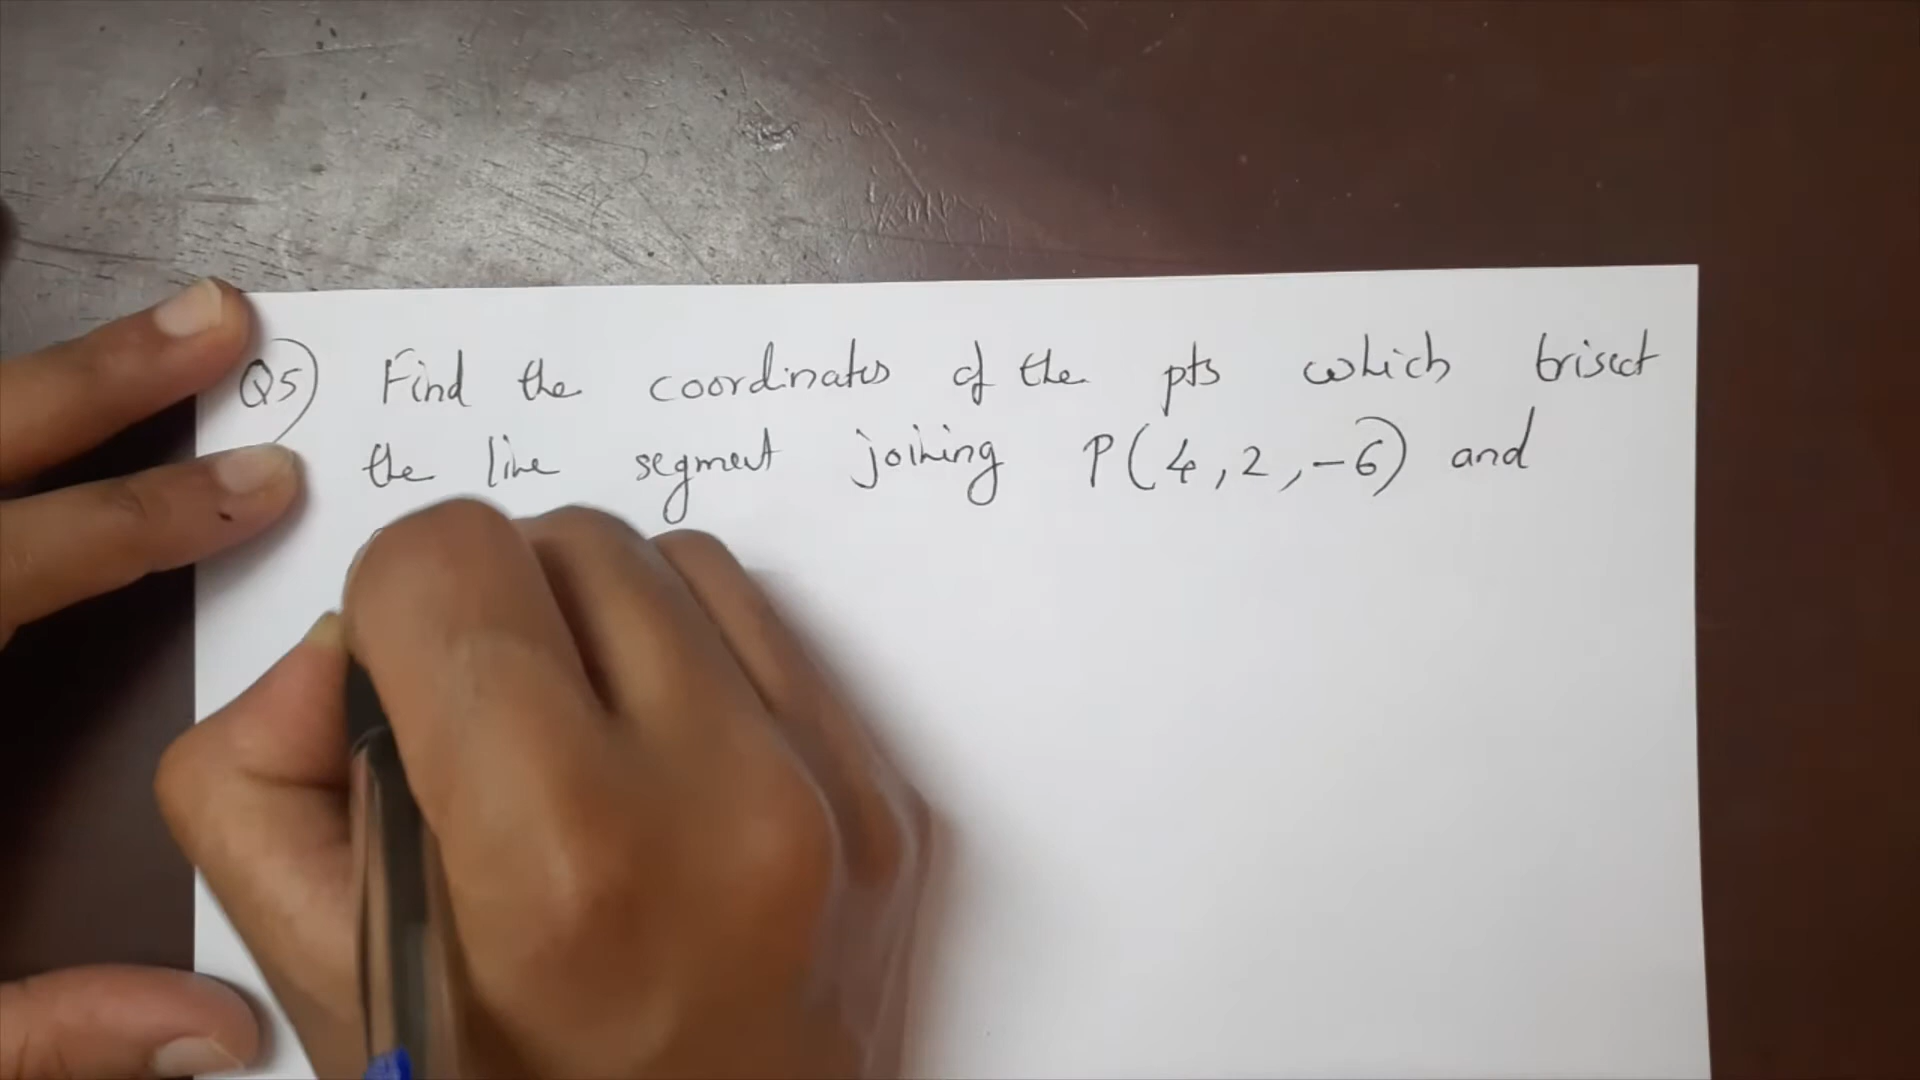 Q5) Find the coordinates of the pts which trisect
the line segment joining P(4,2,-6) and